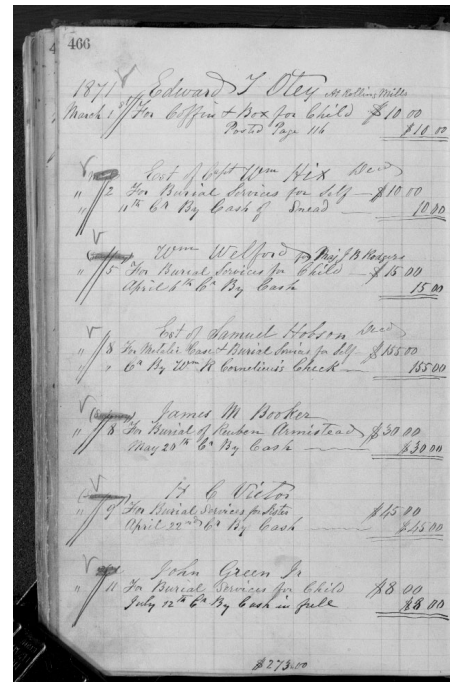 466
1871 Edward T Otey At Rolling Mills
March 1st For Coffin & Box for Child $10.00
Posted Page 116 $10.00
Est of Capt Wm Hix Decd
" 2 For Burial Services for Self $10.00
" 11th Cr By Cash of Snead 10.00
Wm Welford for Maj J B Rodgers
" 5 For Burial Services for Child $15 00
April 6th Cr By Cash 15 00
Est of Samuel Hobson Decd
" 8 For Metalic Case & Burial Services for Self $155 00
" " Cr By Wm R Cornelius's Check 155 00
James M Booker
" 8 For Burial of Reuben Armistead $30 00
May 20th Cr By Cash $30 00
C Victor
" 9 For Burial Services for Sister $45 00
April 22nd Cr By Cash $45 00
John Green Jr
" 11 For Burial Services for Child $8 00
July 12th Cr By Cash in full $8 00
$273.00